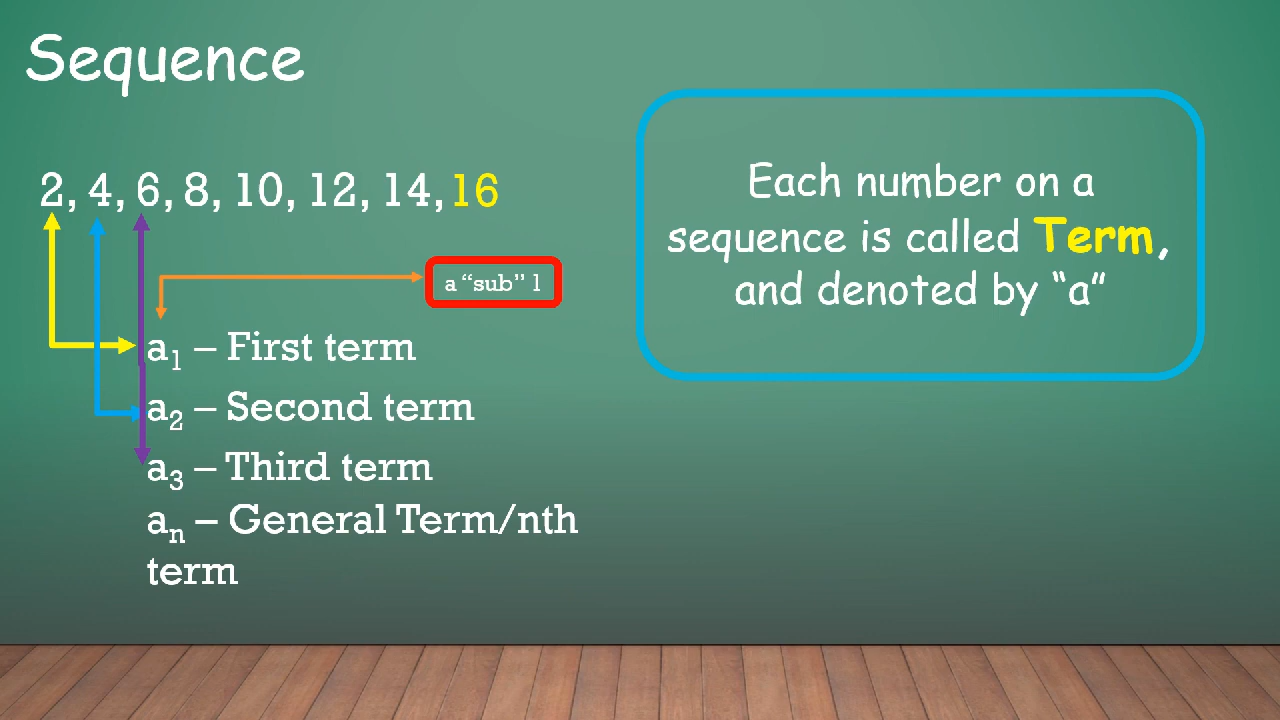 Sequence
2, 4, 6, 8, 10, 12, 14, 16
Each number on a
sequence is called Term,
and denoted by “a”
a “sub” 1
a₁ – First term
a₂ – Second term
a₃ – Third term
aₙ – General Term/nth
term